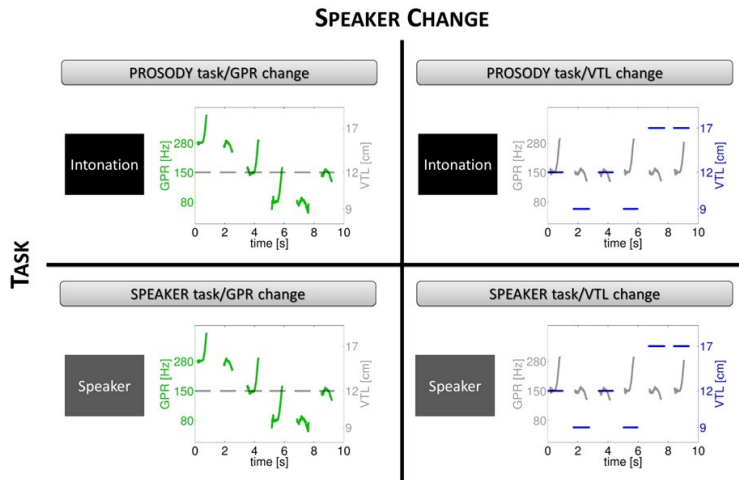 SPEAKER CHANGE
TASK
PROSODY task/GPR change
Intonation
GPR [Hz]
280
150
80
VTL [cm]
17
12
9
0 2 4 6 8 10
time [s]
PROSODY task/VTL change
Intonation
GPR [Hz]
280
150
80
VTL [cm]
17
12
9
0 2 4 6 8 10
time [s]
SPEAKER task/GPR change
Speaker
GPR [Hz]
280
150
80
VTL [cm]
17
12
9
0 2 4 6 8 10
time [s]
SPEAKER task/VTL change
Speaker
GPR [Hz]
280
150
80
VTL [cm]
17
12
9
0 2 4 6 8 10
time [s]